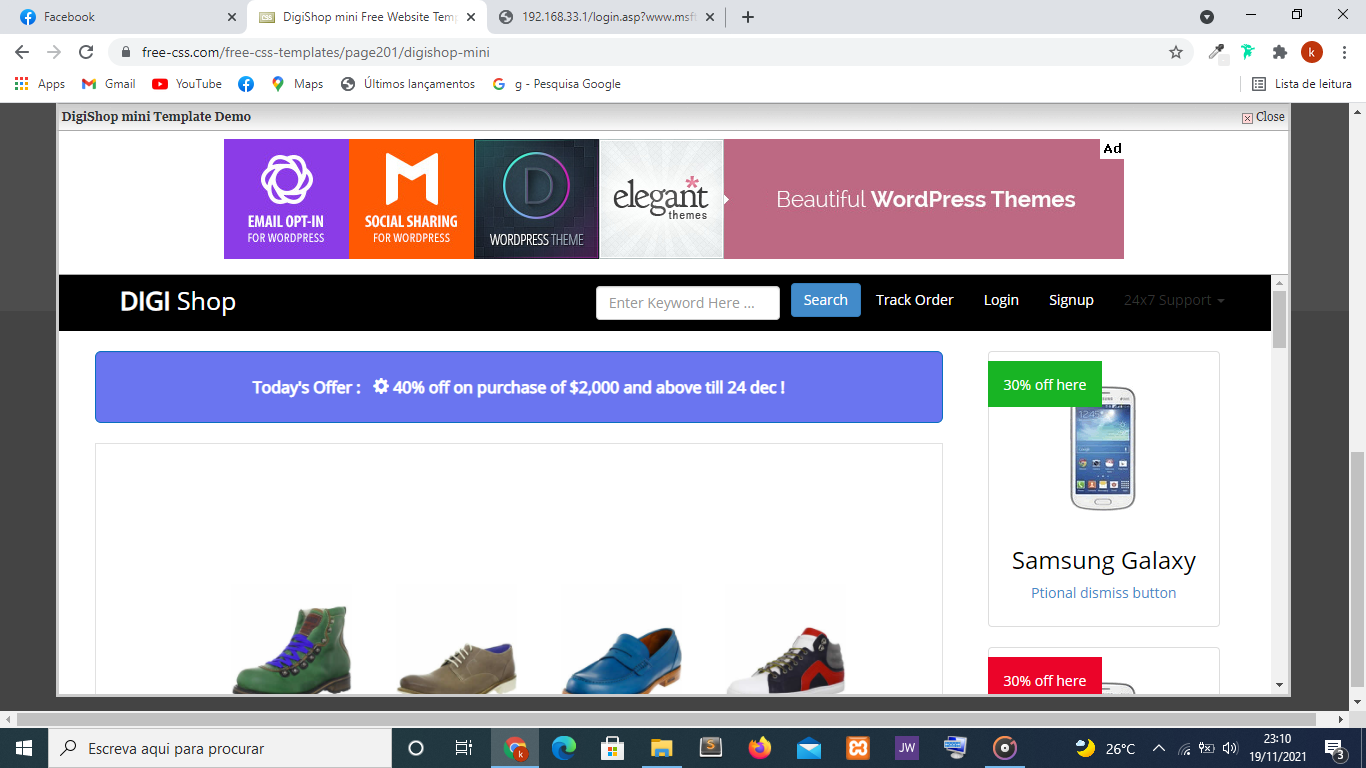 Facebook
DigiShop mini Free Website Temp
192.168.33.1/login.asp?www.msft
free-css.com/free-css-templates/page201/digishop-mini
k
Apps
Gmail
YouTube
Maps
Últimos lançamentos
g - Pesquisa Google
Lista de leitura
DigiShop mini Template Demo
Close
EMAIL OPT-IN
FOR WORDPRESS
SOCIAL SHARING
FOR WORDPRESS
D
WORDPRESS THEME
elegant
themes
Beautiful WordPress Themes
Ad
DIGI Shop
Enter Keyword Here ...
Search
Track Order
Login
Signup
24x7 Support
Today's Offer : 40% off on purchase of $2,000 and above till 24 dec !
30% off here
Samsung Galaxy
Ptional dismiss button
30% off here
Escreva aqui para procurar
k
S
JW
26°C
23:10
19/11/2021
3